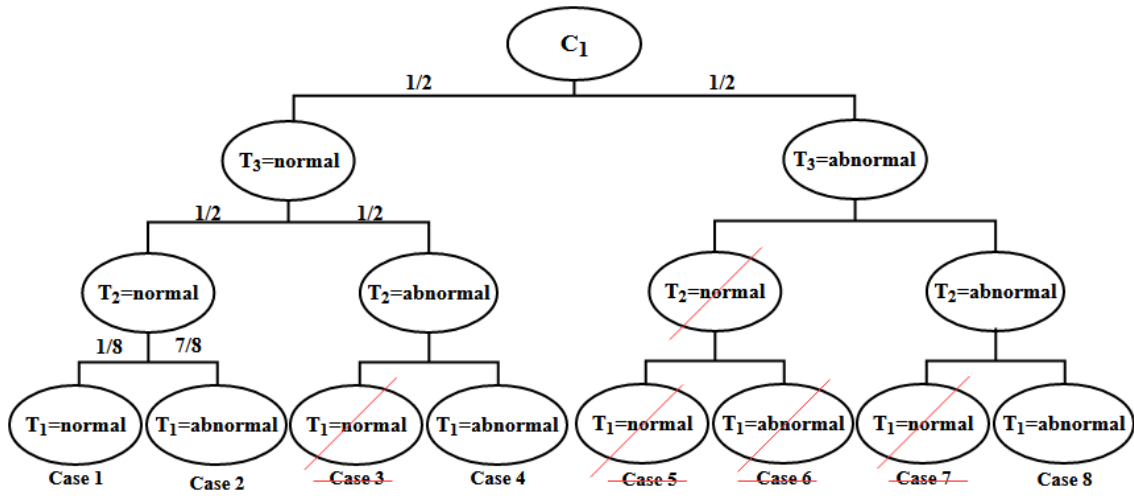 C1
1/2 1/2
T3=normal T3=abnormal
1/2 1/2
T2=normal T2=abnormal T2=normal T2=abnormal
1/8 7/8
T1=normal T1=abnormal T1=normal T1=abnormal T1=normal T1=abnormal T1=normal T1=abnormal
Case 1 Case 2 Case 3 Case 4 Case 5 Case 6 Case 7 Case 8